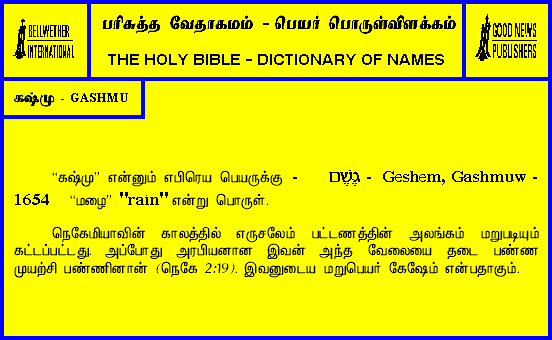 BELLWETHER
INTERNATIONAL
பரிசுத்த வேதாகமம் - பெயர் பொருள்விளக்கம்
THE HOLY BIBLE - DICTIONARY OF NAMES
GOOD NEWS
PUBLISHERS
கஷ்மு - GASHMU
“கஷ்மு” என்னும் எபிரெய பெயருக்கு - גֶּשֶׁם - Geshem, Gashmuw -
1654 “மழை” "rain" என்று பொருள்.
நெகேமியாவின் காலத்தில் எருசலேம் பட்டணத்தின் அலங்கம் மறுபடியும்
கட்டப்பட்டது. அப்போது அரபியனான இவன் அந்த வேலையை தடை பண்ண
முயற்சி பண்ணினான் (நெகே 2:19). இவனுடைய மறுபெயர் கேஷேம் என்பதாகும்.